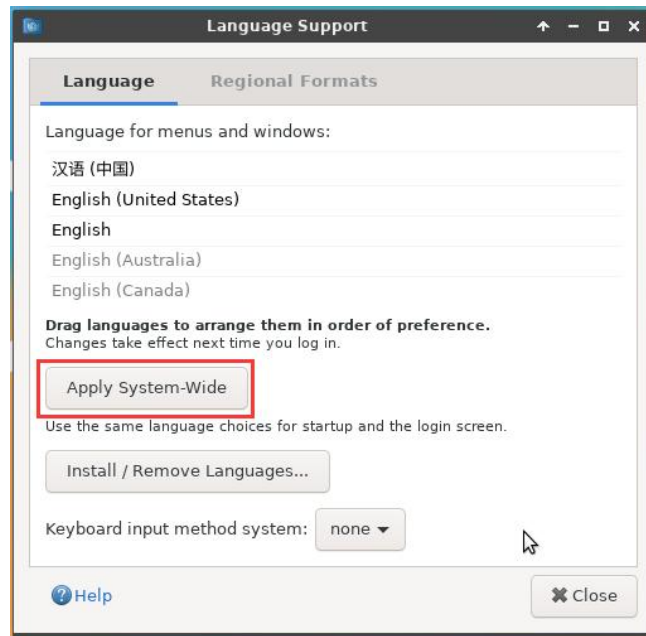 Language Support
Language Regional Formats
Language for menus and windows:
汉语 (中国)
English (United States)
English
English (Australia)
English (Canada)
Drag languages to arrange them in order of preference.
Changes take effect next time you log in.
Apply System-Wide
Use the same language choices for startup and the login screen.
Install / Remove Languages...
Keyboard input method system: none
Help Close